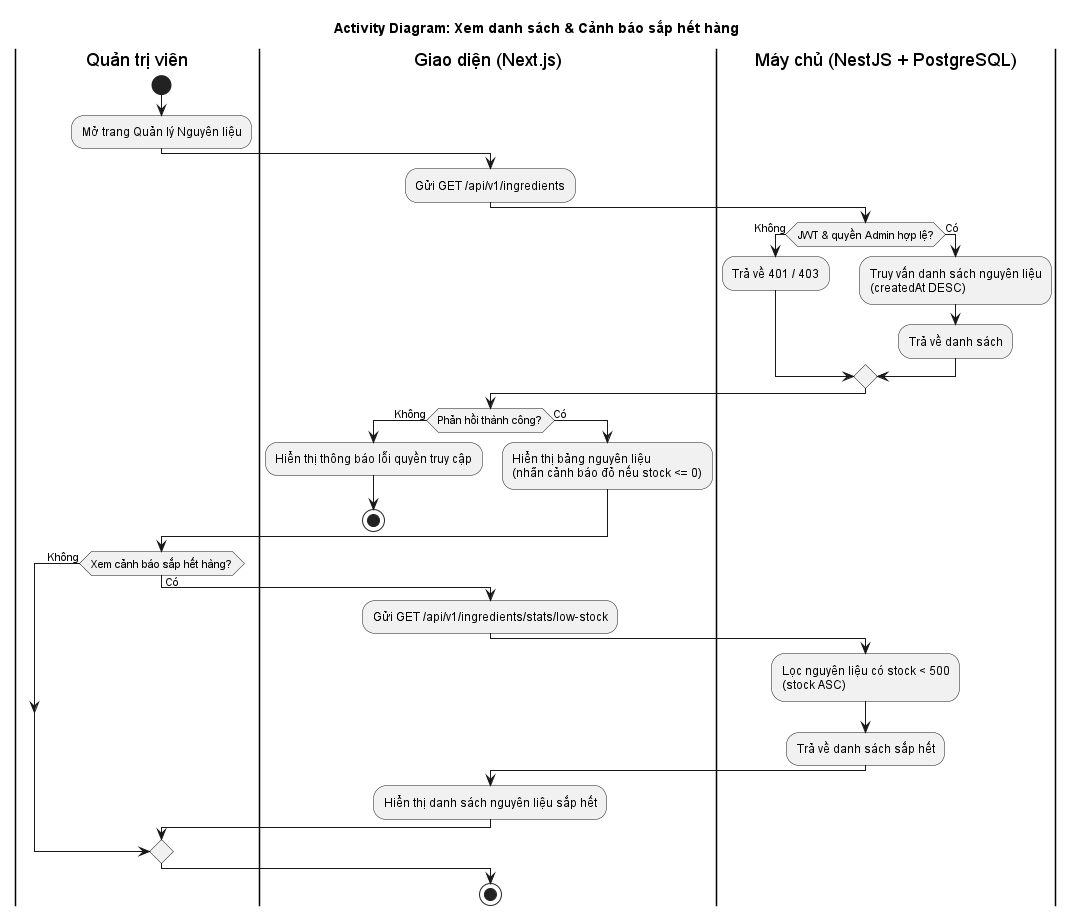 Activity Diagram: Xem danh sách & Cảnh báo sắp hết hàng
Quản trị viên
Giao diện (Next.js)
Máy chủ (NestJS + PostgreSQL)
Mở trang Quản lý Nguyên liệu
Gửi GET /api/v1/ingredients
Không
JWT & quyền Admin hợp lệ?
Có
Trả về 401 / 403
Truy vấn danh sách nguyên liệu
(createdAt DESC)
Trả về danh sách
Không
Phản hồi thành công?
Có
Hiển thị thông báo lỗi quyền truy cập
Hiển thị bảng nguyên liệu
(nhãn cảnh báo đỏ nếu stock <= 0)
Không
Xem cảnh báo sắp hết hàng?
Có
Gửi GET /api/v1/ingredients/stats/low-stock
Lọc nguyên liệu có stock < 500
(stock ASC)
Trả về danh sách sắp hết
Hiển thị danh sách nguyên liệu sắp hết